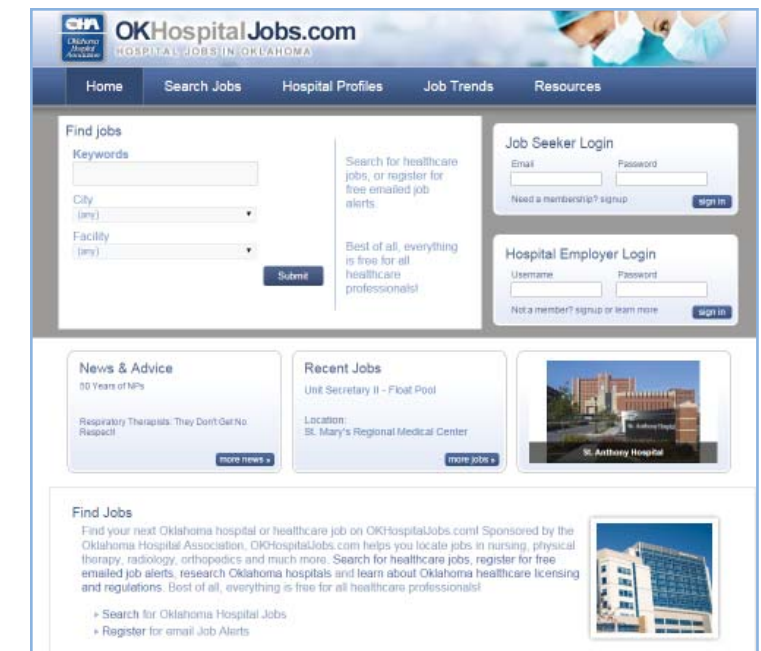 OHA
Oklahoma
Hospital
Association
OKHospitalJobs.com
HOSPITAL JOBS IN OKLAHOMA
Home Search Jobs Hospital Profiles Job Trends Resources
Find jobs
Keywords
City
(any)
Facility
(any)
Submit
Search for healthcare
jobs, or register for
free emailed job
alerts.
Best of all, everything
is free for all
healthcare
professionals!
Job Seeker Login
Email Password
Need a membership? signup sign in
Hospital Employer Login
Username Password
Not a member? signup or learn more sign in
News & Advice
50 Years of NPs
Respiratory Therapists: They Don't Get No
Respect!
more news »
Recent Jobs
Unit Secretary II - Float Pool
Location:
St. Mary's Regional Medical Center
more jobs »
St. Anthony Hospital
St. Anthony Hospital
Find Jobs
Find your next Oklahoma hospital or healthcare job on OKHospitalJobs.com! Sponsored by the
Oklahoma Hospital Association, OKHospitalJobs.com helps you locate jobs in nursing, physical
therapy, radiology, orthopedics and much more. Search for healthcare jobs, register for free
emailed job alerts, research Oklahoma hospitals and learn about Oklahoma healthcare licensing
and regulations. Best of all, everything is free for all healthcare professionals!
» Search for Oklahoma Hospital Jobs
» Register for email Job Alerts